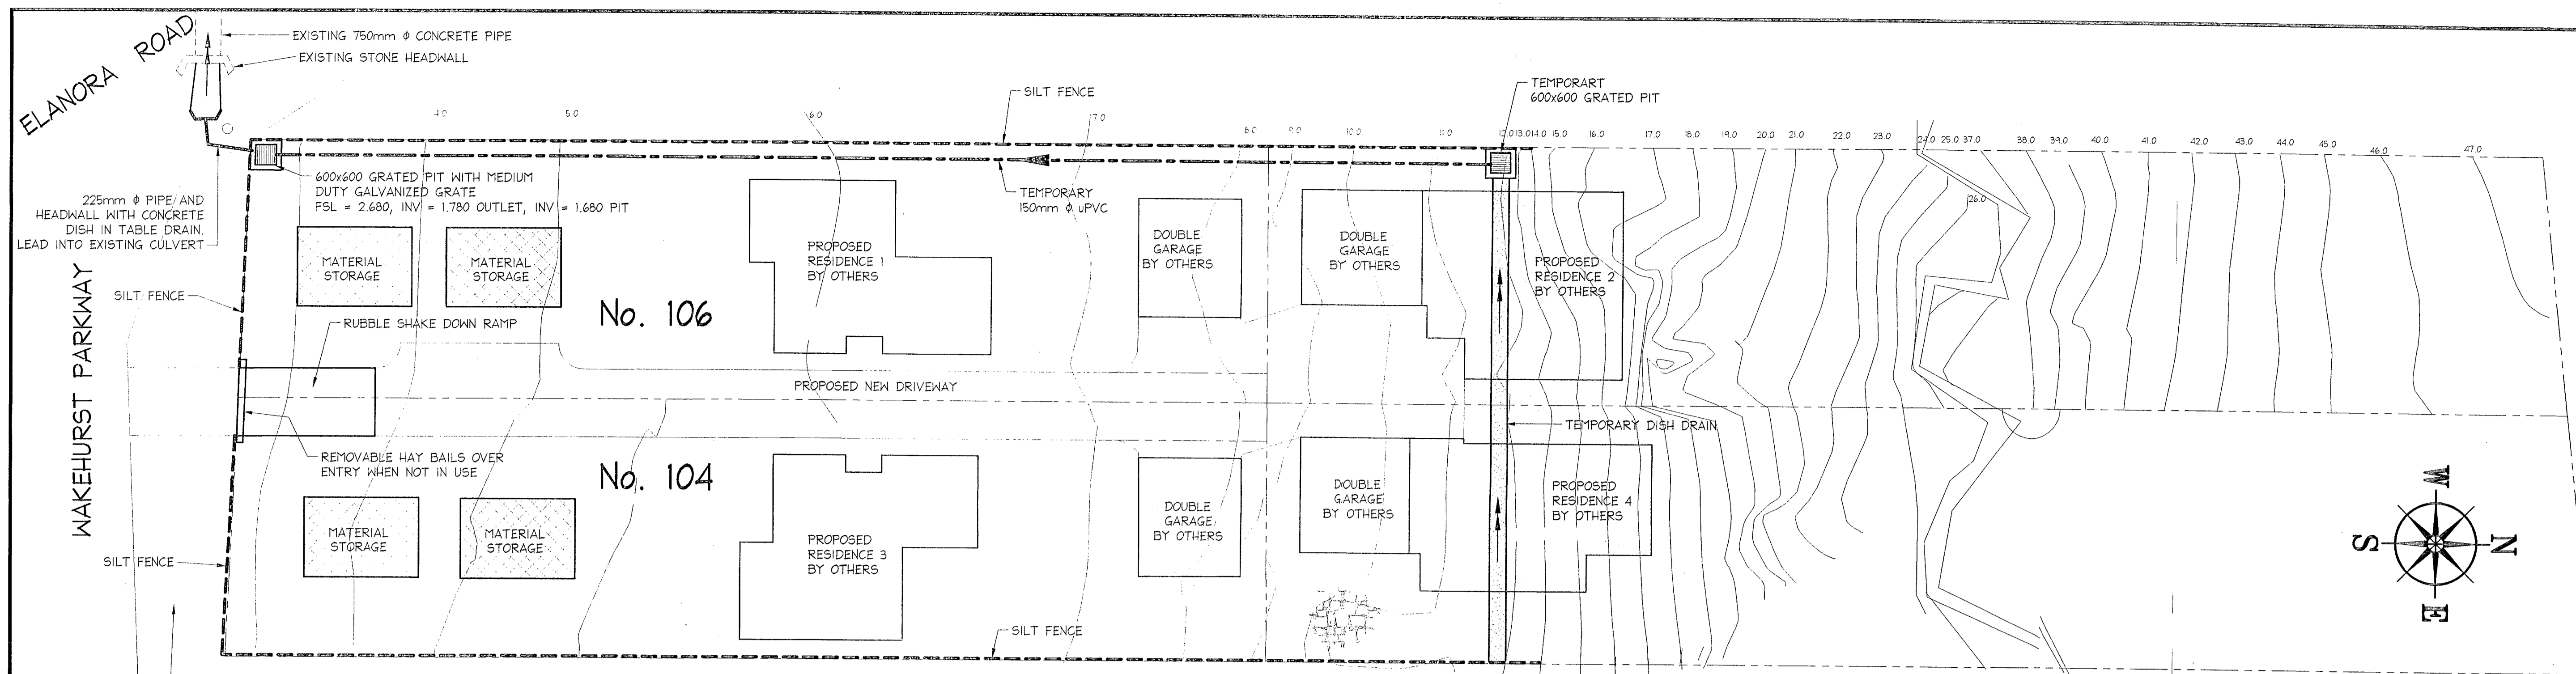 ELANORA ROAD
EXISTING 750mm ϕ CONCRETE PIPE
EXISTING STONE HEADWALL
SILT FENCE
TEMPORART
600x600 GRATED PIT
4.0
5.0
6.0
7.0
8.0
9.0
10.0
11.0
12.0
13.0
14.0
15.0
16.0
17.0
18.0
19.0
20.0
21.0
22.0
23.0
24.0
25.0
37.0
38.0
39.0
40.0
41.0
42.0
43.0
44.0
45.0
46.0
47.0
26.0
600x600 GRATED PIT WITH MEDIUM
DUTY GALVANIZED GRATE
FSL = 2.680, INV = 1.780 OUTLET, INV = 1.680 PIT
225mm ϕ PIPE AND
HEADWALL WITH CONCRETE
DISH IN TABLE DRAIN.
LEAD INTO EXISTING CULVERT
TEMPORARY
150mm ϕ uPVC
MATERIAL
STORAGE
MATERIAL
STORAGE
No. 106
PROPOSED
RESIDENCE 1
BY OTHERS
DOUBLE
GARAGE
BY OTHERS
DOUBLE
GARAGE
BY OTHERS
PROPOSED
RESIDENCE 2
BY OTHERS
WAKEHURST PARKWAY
SILT FENCE
RUBBLE SHAKE DOWN RAMP
PROPOSED NEW DRIVEWAY
TEMPORARY DISH DRAIN
REMOVABLE HAY BAILS OVER
ENTRY WHEN NOT IN USE
No. 104
MATERIAL
STORAGE
MATERIAL
STORAGE
PROPOSED
RESIDENCE 3
BY OTHERS
DOUBLE
GARAGE
BY OTHERS
DOUBLE
GARAGE
BY OTHERS
PROPOSED
RESIDENCE 4
BY OTHERS
SILT FENCE
SILT FENCE
W
S
N
E